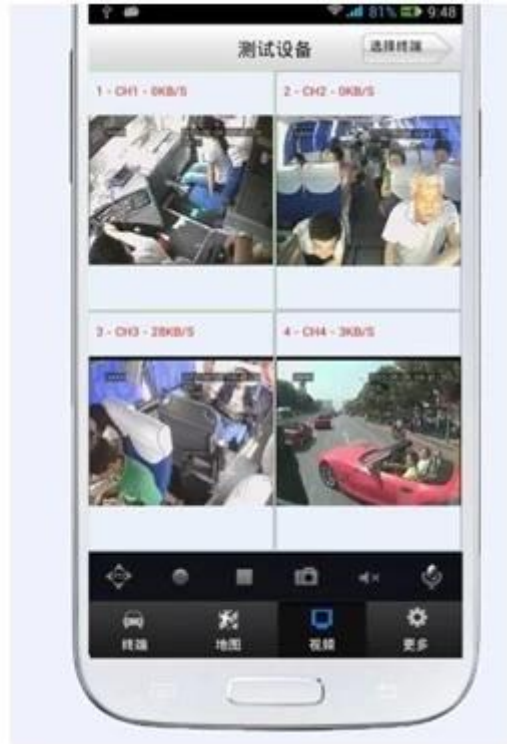 81% 9:48
测试设备 选择终端
1 - CH1 - 0KB/S 2 - CH2 - 0KB/S
3 - CH3 - 28KB/S 4 - CH4 - 3KB/S
终端 地图 视频 更多